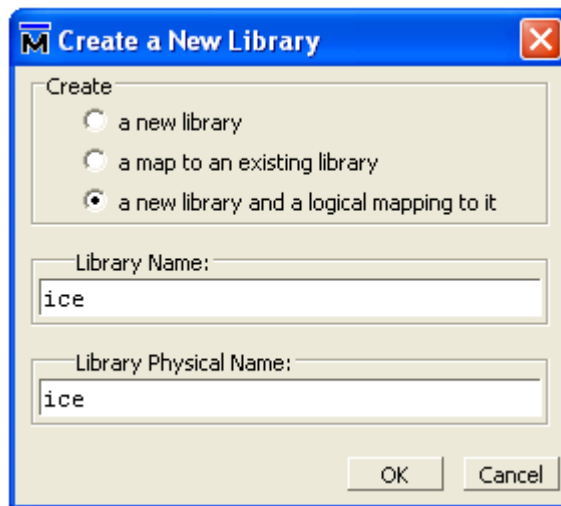 M Create a New Library
Create
a new library
a map to an existing library
a new library and a logical mapping to it
Library Name:
ice
Library Physical Name:
ice
OK Cancel